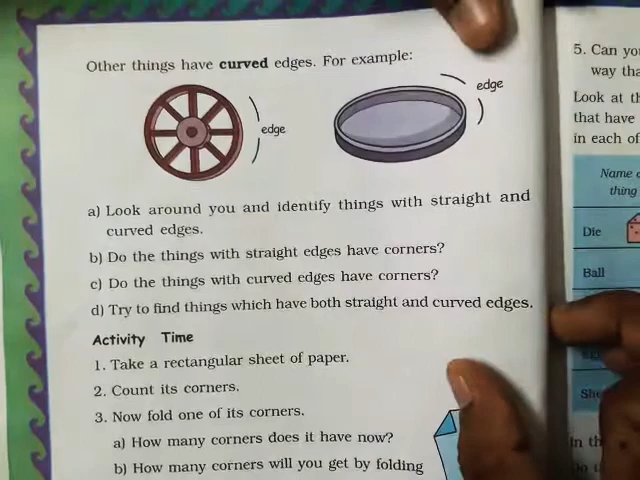 Other things have curved edges. For example:
edge
edge
a) Look around you and identify things with straight and
curved edges.
b) Do the things with straight edges have corners?
c) Do the things with curved edges have corners?
d) Try to find things which have both straight and curved edges.
Activity Time
1. Take a rectangular sheet of paper.
2. Count its corners.
3. Now fold one of its corners.
a) How many corners does it have now?
b) How many corners will you get by folding
5. Can you
way tha
Look at th
that have
in each of
Name o
thing
Die
Ball
She
In th